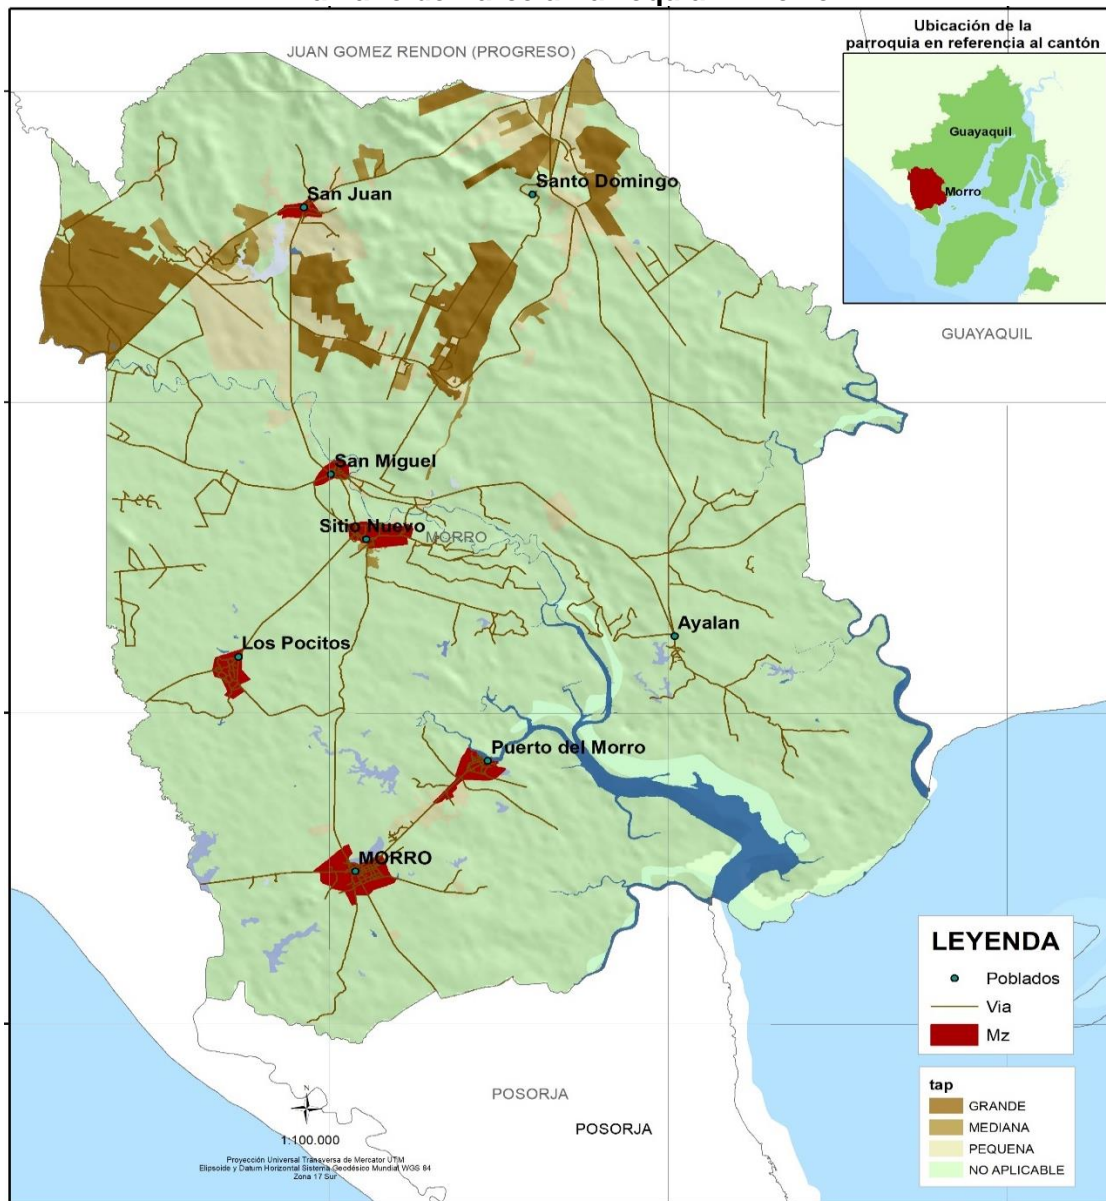 JUAN GOMEZ RENDON (PROGRESO)
Ubicación de la
parroquia en referencia al cantón
Guayaquil
Morro
San Juan
Santo Domingo
GUAYAQUIL
San Miguel
Sitio Nuevo
MORRO
Ayalan
Los Pocitos
Puerto del Morro
MORRO
LEYENDA
Poblados
Via
Mz
tap
GRANDE
MEDIANA
PEQUENA
NO APLICABLE
POSORJA
POSORJA
N
1:100.000
Proyección Universal Transversa de Mercator UTM
Elipsoide y Datum Horizontal Sistema Geodésico Mundial WGS 84
Zona 17 Sur